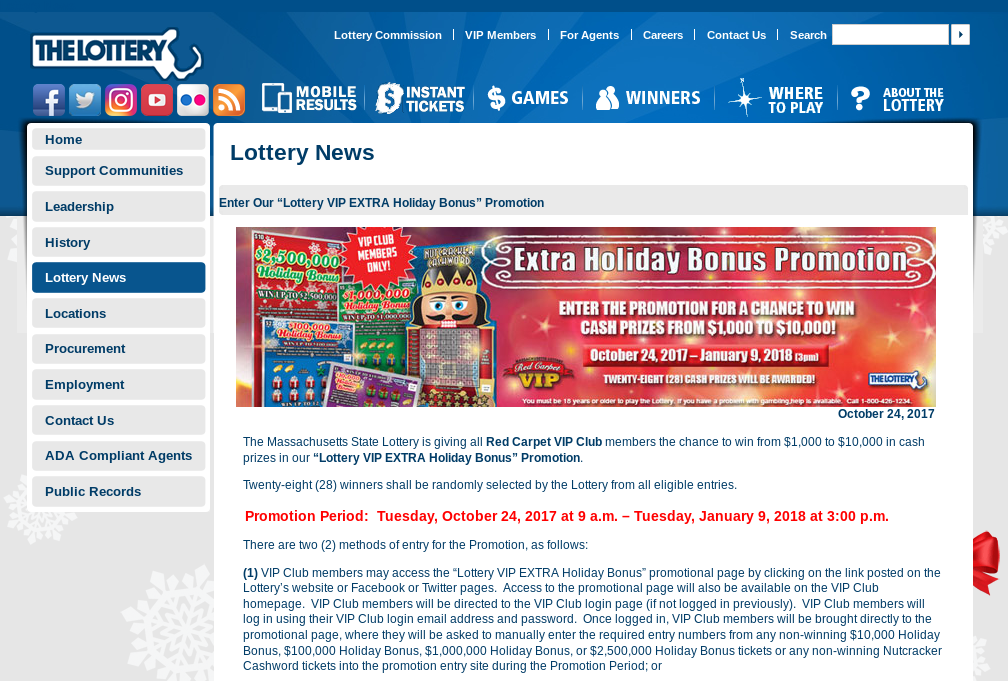 Lottery Commission
VIP Members
For Agents
Careers
Contact Us
Search
THE LOTTERY
MOBILE RESULTS
INSTANT TICKETS
GAMES
WINNERS
WHERE TO PLAY
ABOUT THE LOTTERY
Home
Support Communities
Leadership
History
Lottery News
Locations
Procurement
Employment
Contact Us
ADA Compliant Agents
Public Records
Lottery News
Enter Our “Lottery VIP EXTRA Holiday Bonus” Promotion
VIP CLUB
MEMBERS
ONLY!
$10
$2,500,000
Holiday Bonus
WIN UP TO $2,500,000
$1,000,000
Holiday Bonus
WIN UP TO $1,000,000
$100,000
Holiday Bonus
NUTCRACKER
CASHWORD
Extra Holiday Bonus Promotion
ENTER THE PROMOTION FOR A CHANCE TO WIN
CASH PRIZES FROM $1,000 TO $10,000!
October 24, 2017 – January 9, 2018 (3pm)
Red Carpet
VIP
TWENTY-EIGHT (28) CASH PRIZES WILL BE AWARDED!
THE LOTTERY
You must be 18 years or older to play the Lottery. If you have a problem with gambling,help is available. Call 1-800-426-1234.
October 24, 2017
The Massachusetts State Lottery is giving all Red Carpet VIP Club members the chance to win from $1,000 to $10,000 in cash
prizes in our “Lottery VIP EXTRA Holiday Bonus” Promotion.
Twenty-eight (28) winners shall be randomly selected by the Lottery from all eligible entries.
Promotion Period:  Tuesday, October 24, 2017 at 9 a.m. – Tuesday, January 9, 2018 at 3:00 p.m.
There are two (2) methods of entry for the Promotion, as follows:
(1) VIP Club members may access the “Lottery VIP EXTRA Holiday Bonus” promotional page by clicking on the link posted on the
Lottery’s website or Facebook or Twitter pages.  Access to the promotional page will also be available on the VIP Club
homepage.  VIP Club members will be directed to the VIP Club login page (if not logged in previously).  VIP Club members will
log in using their VIP Club login email address and password.  Once logged in, VIP Club members will be brought directly to the
promotional page, where they will be asked to manually enter the required entry numbers from any non-winning $10,000 Holiday
Bonus, $100,000 Holiday Bonus, $1,000,000 Holiday Bonus, or $2,500,000 Holiday Bonus tickets or any non-winning Nutcracker
Cashword tickets into the promotion entry site during the Promotion Period; or